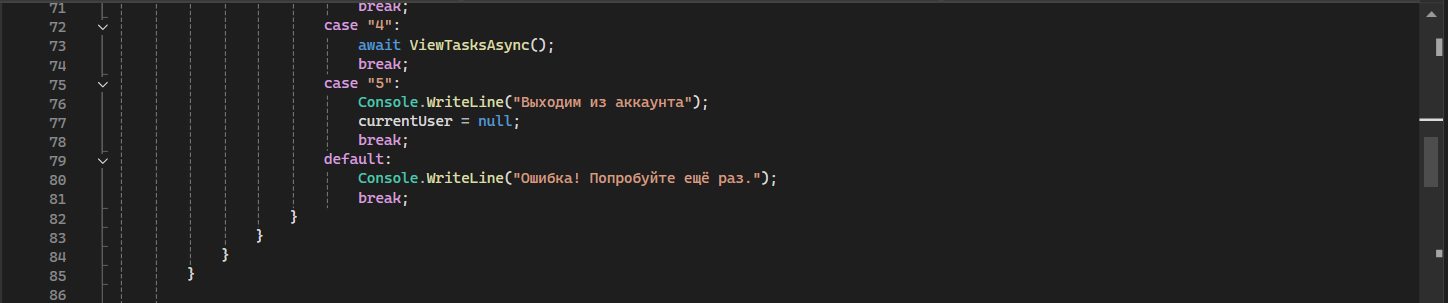 71 break;
72 case "4":
73 await ViewTasksAsync();
74 break;
75 case "5":
76 Console.WriteLine("Выходим из аккаунта");
77 currentUser = null;
78 break;
79 default:
80 Console.WriteLine("Ошибка! Попробуйте ещё раз.");
81 break;
82 }
83 }
84 }
85 }
86